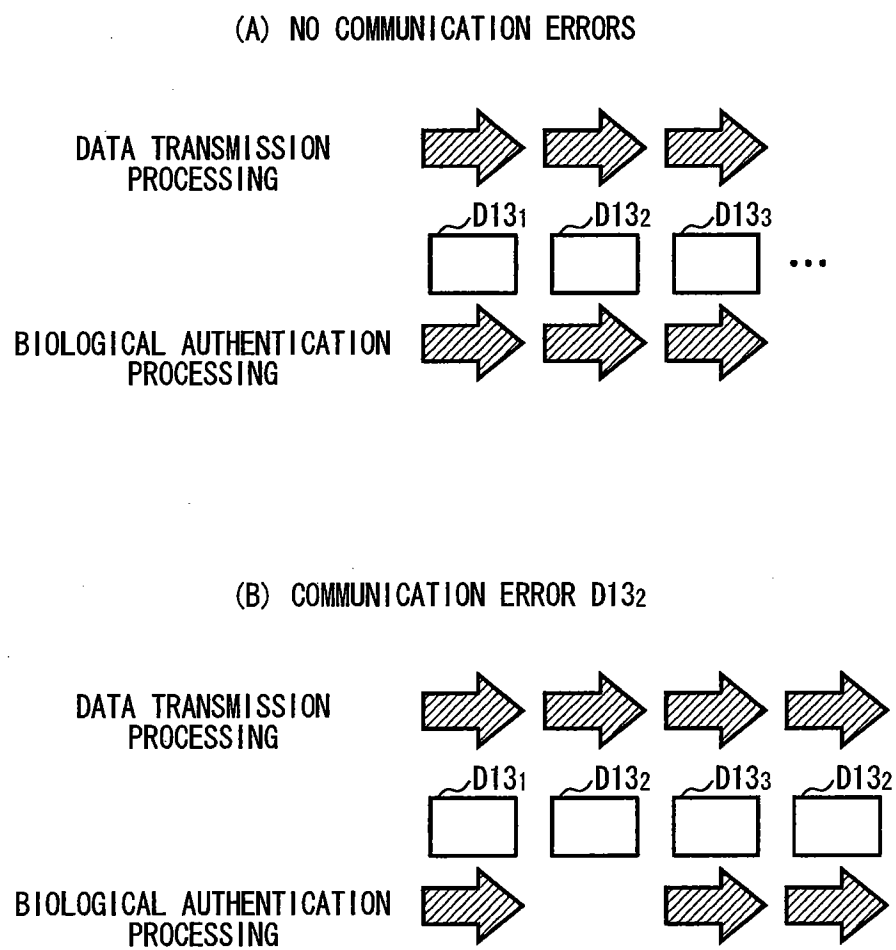 (A) NO COMMUNICATION ERRORS
DATA TRANSMISSION
PROCESSING
D13₁ D13₂ D13₃
...
BIOLOGICAL AUTHENTICATION
PROCESSING
(B) COMMUNICATION ERROR D13₂
DATA TRANSMISSION
PROCESSING
D13₁ D13₂ D13₃ D13₂
BIOLOGICAL AUTHENTICATION
PROCESSING